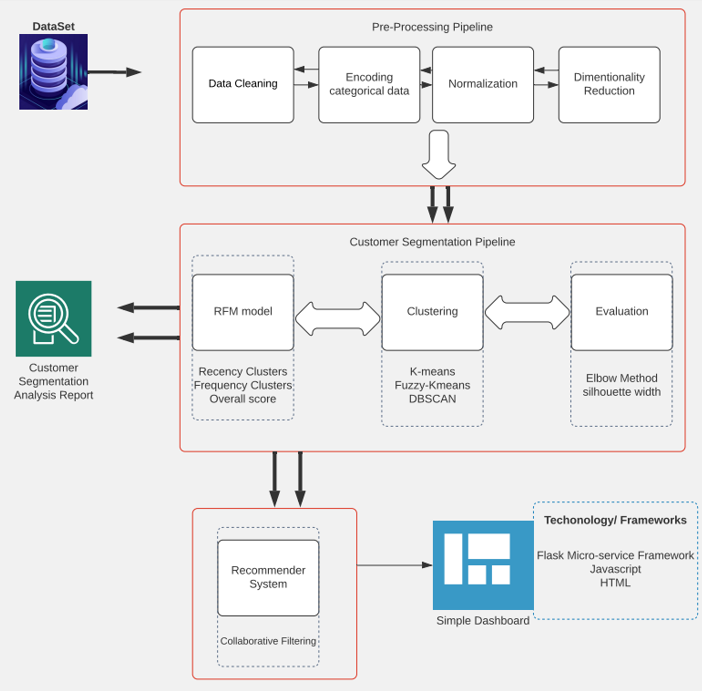 DataSet
Pre-Processing Pipeline
Data Cleaning
Encoding
categorical data
Normalization
Dimentionality
Reduction
Customer Segmentation Pipeline
RFM model
Clustering
Evaluation
Recency Clusters
Frequency Clusters
Overall score
K-means
Fuzzy-Kmeans
DBSCAN
Elbow Method
silhouette width
Customer
Segmentation
Analysis Report
Recommender
System
Collaborative Filtering
Simple Dashboard
Techonology/ Frameworks
Flask Micro-service Framework
Javascript
HTML